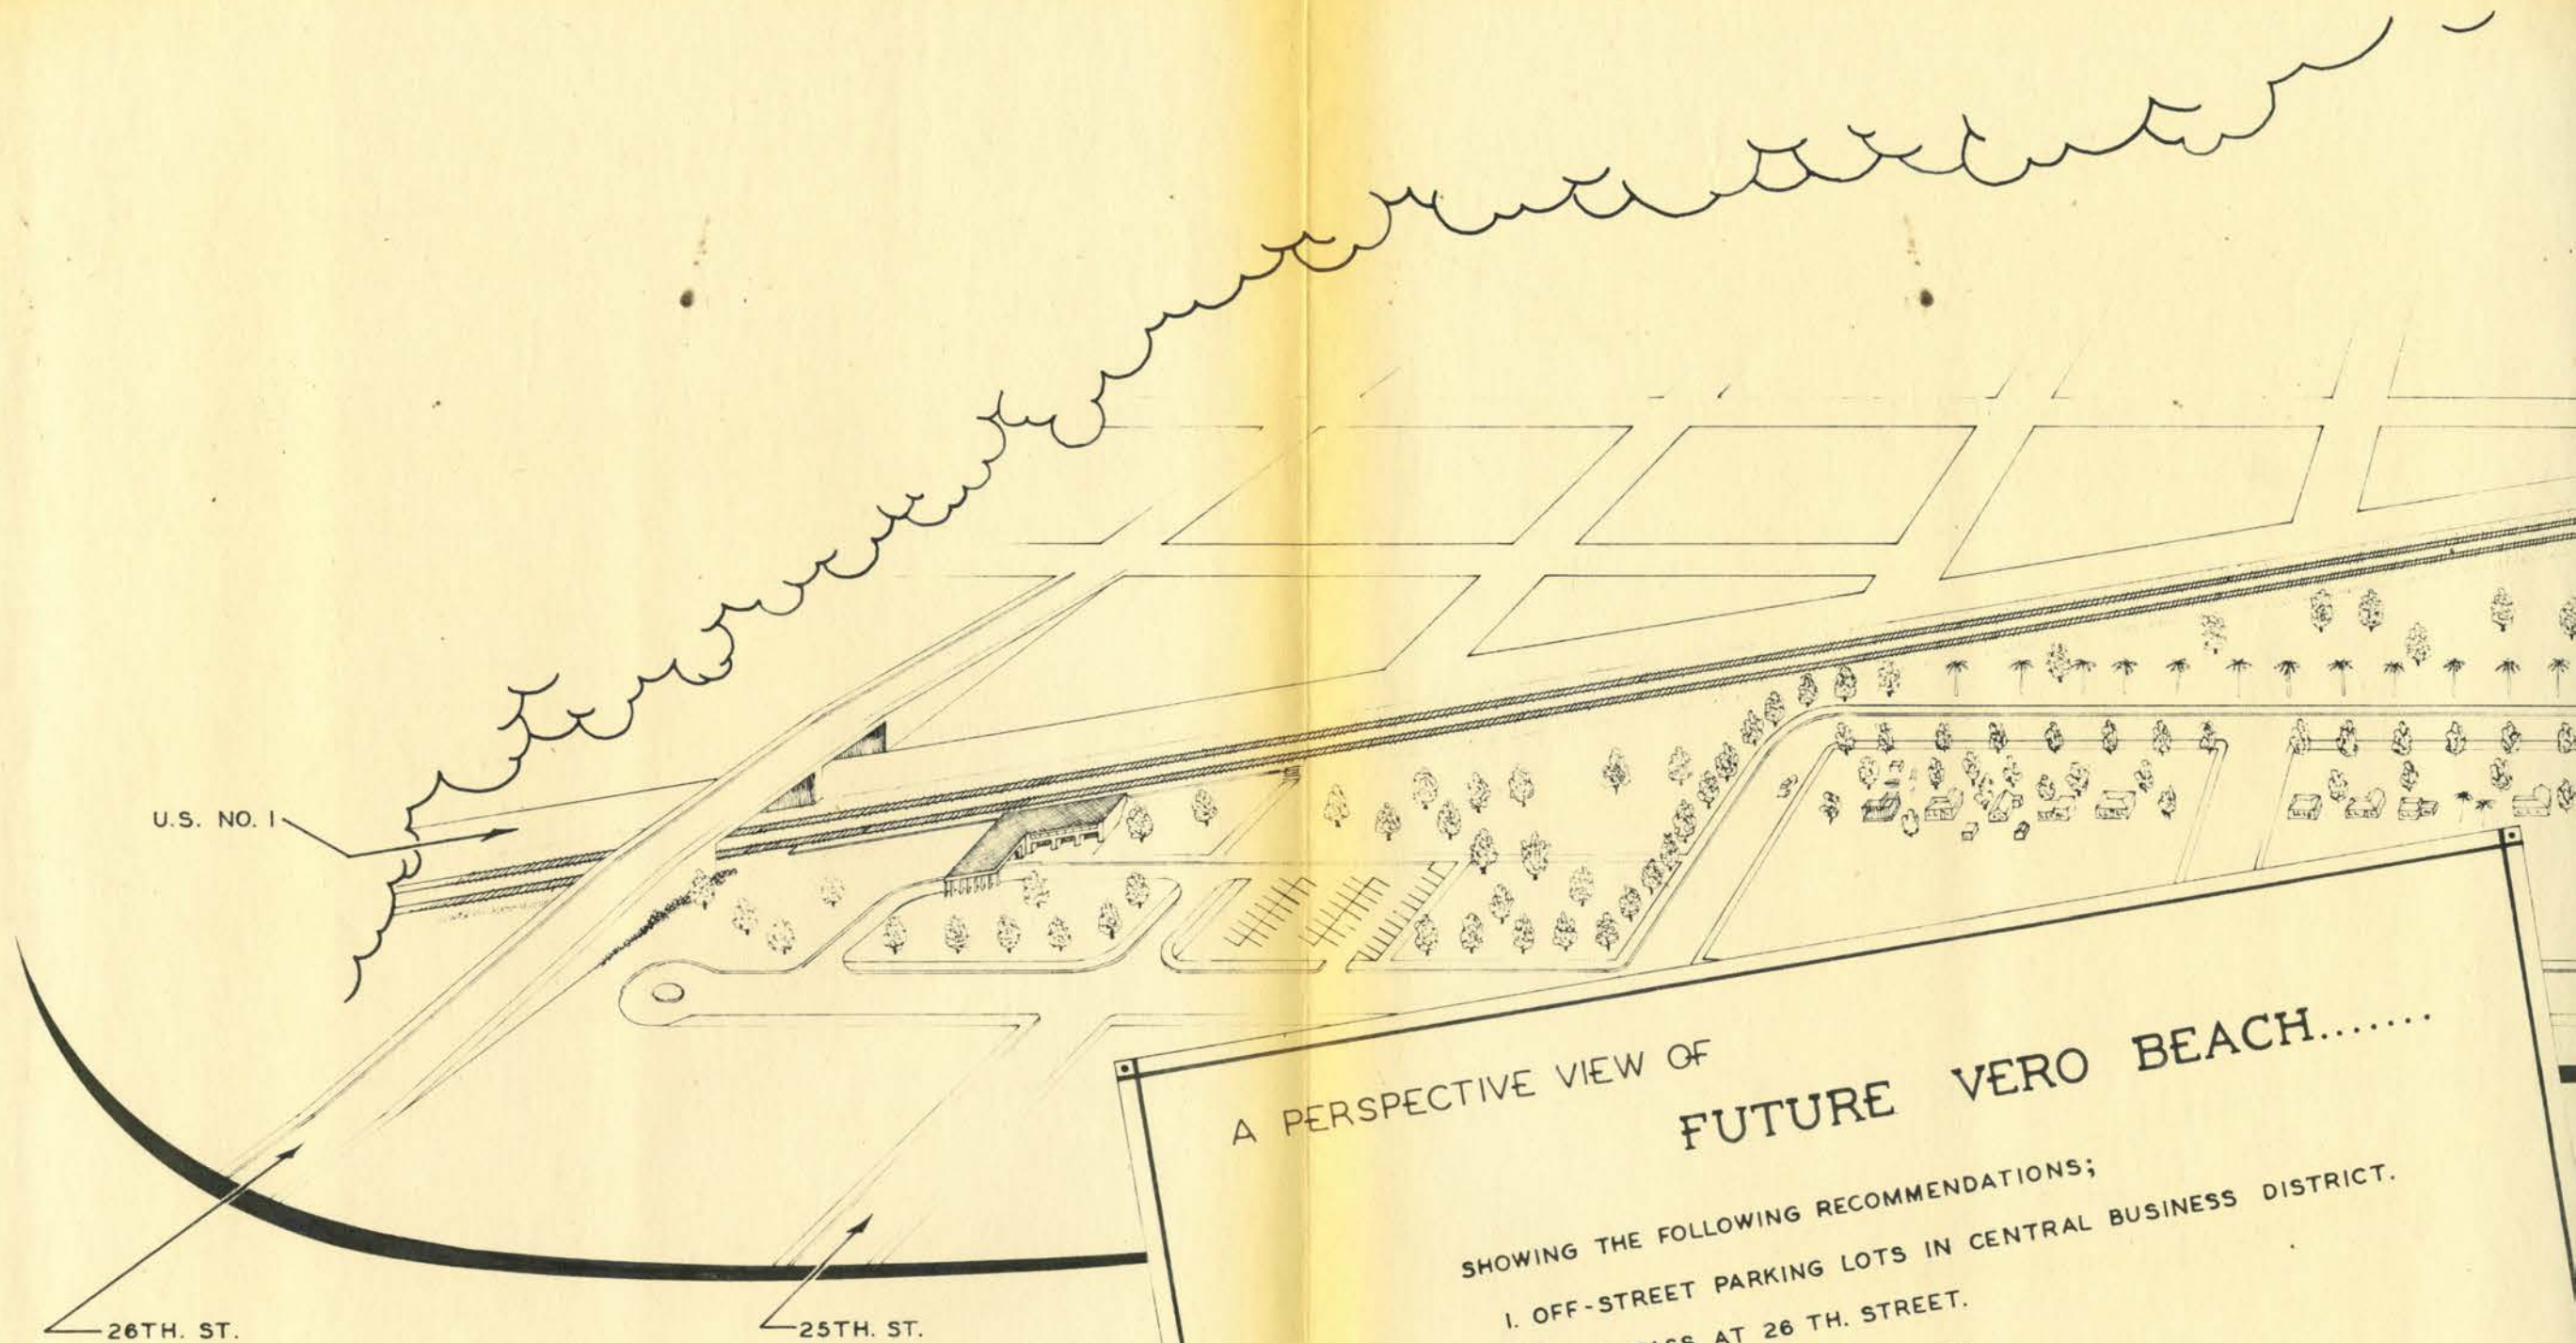 U.S. NO. 1
A PERSPECTIVE VIEW OF
FUTURE VERO BEACH.......
SHOWING THE FOLLOWING RECOMMENDATIONS;
1. OFF-STREET PARKING LOTS IN CENTRAL BUSINESS DISTRICT.
AT 26 TH. STREET.
26TH. ST.
25TH. ST.